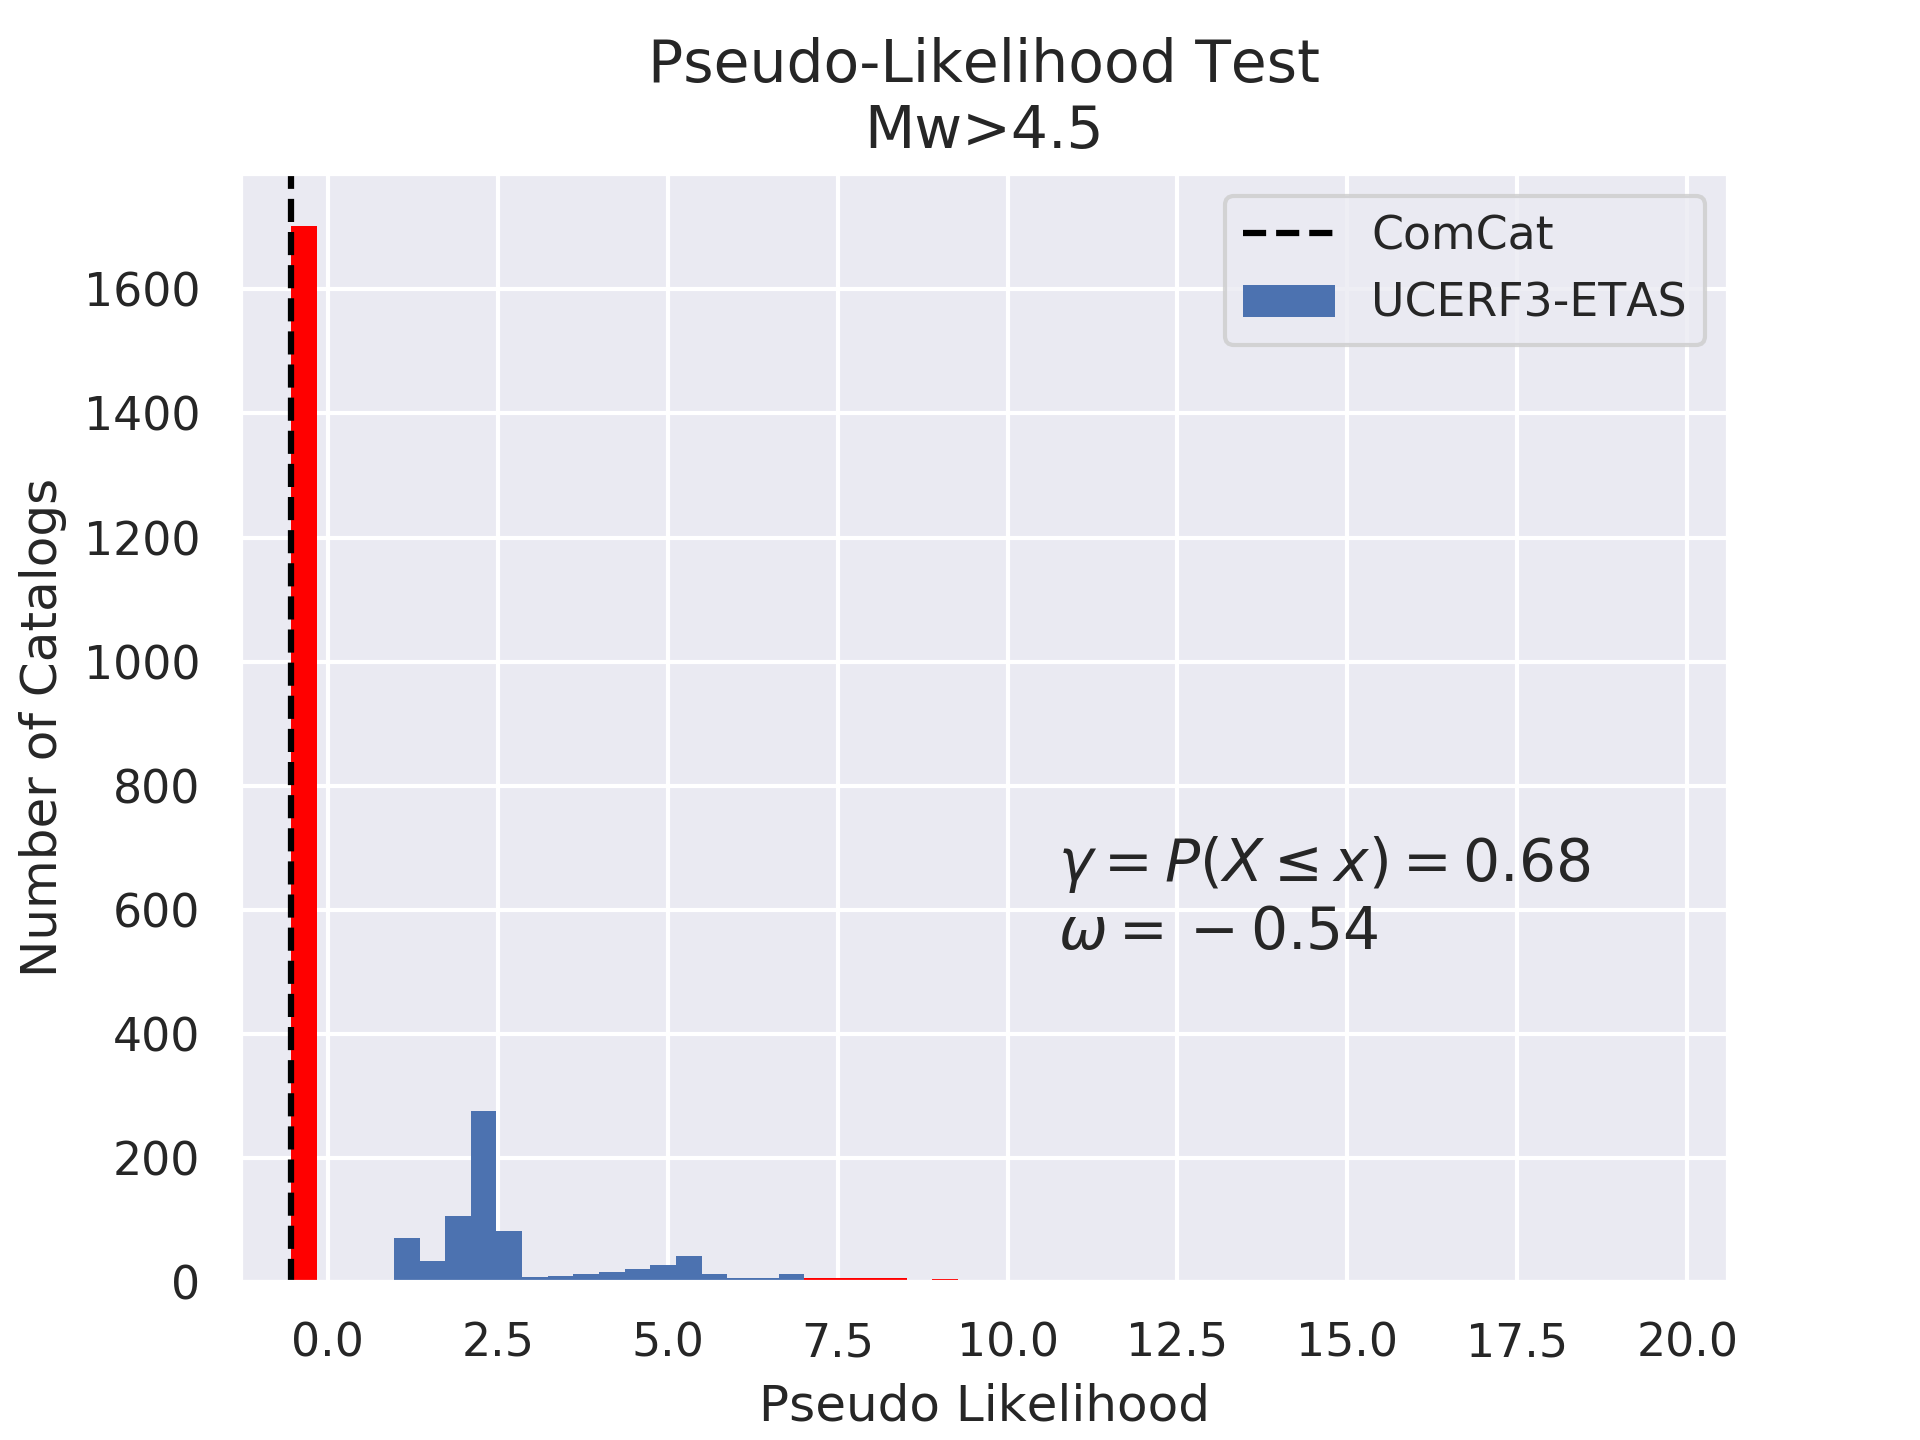 Pseudo-Likelihood Test
Mw>4.5
ComCat
UCERF3-ETAS
1600
1400
1200
1000
800
600
400
200
0
Number of Catalogs
γ = P(X ≤ x) = 0.68
ω = − 0.54
0.0 2.5 5.0 7.5 10.0 12.5 15.0 17.5 20.0
Pseudo Likelihood